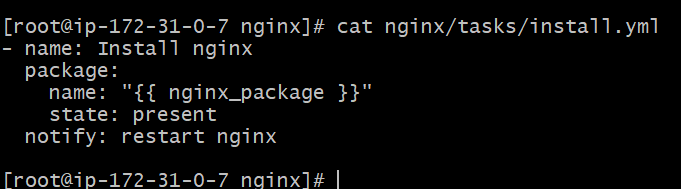 [root@ip-172-31-0-7 nginx]# cat nginx/tasks/install.yml
- name: Install nginx
  package:
    name: "{{ nginx_package }}"
    state: present
  notify: restart nginx

[root@ip-172-31-0-7 nginx]#